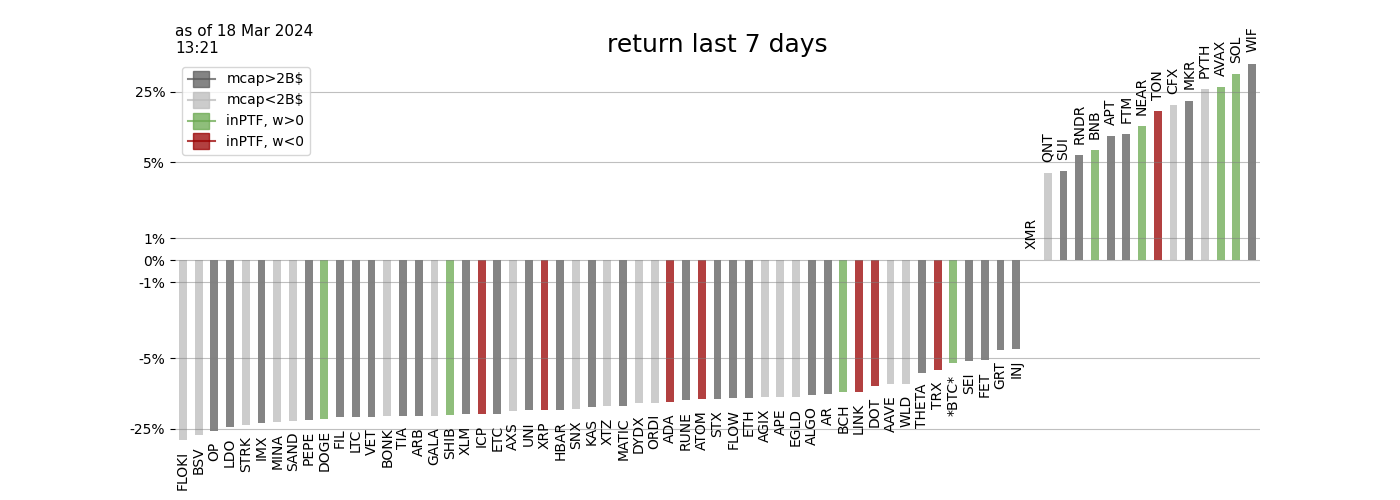 as of 18 Mar 2024
13:21
return last 7 days
mcap>2B$
mcap<2B$
inPTF, w>0
inPTF, w<0
25%
5%
1%
0%
-1%
-5%
-25%
FLOKI
BSV
OP
LDO
STRK
IMX
MINA
SAND
PEPE
DOGE
FIL
LTC
VET
BONK
TIA
ARB
GALA
SHIB
XLM
ICP
ETC
AXS
UNI
XRP
HBAR
SNX
KAS
XTZ
MATIC
DYDX
ORDI
ADA
RUNE
ATOM
STX
FLOW
ETH
AGIX
APE
EGLD
ALGO
AR
BCH
LINK
DOT
AAVE
WLD
THETA
TRX
*BTC*
SEI
FET
GRT
INJ
XMR
QNT
SUI
RNDR
BNB
APT
FTM
NEAR
TON
CFX
MKR
PYTH
AVAX
SOL
WIF